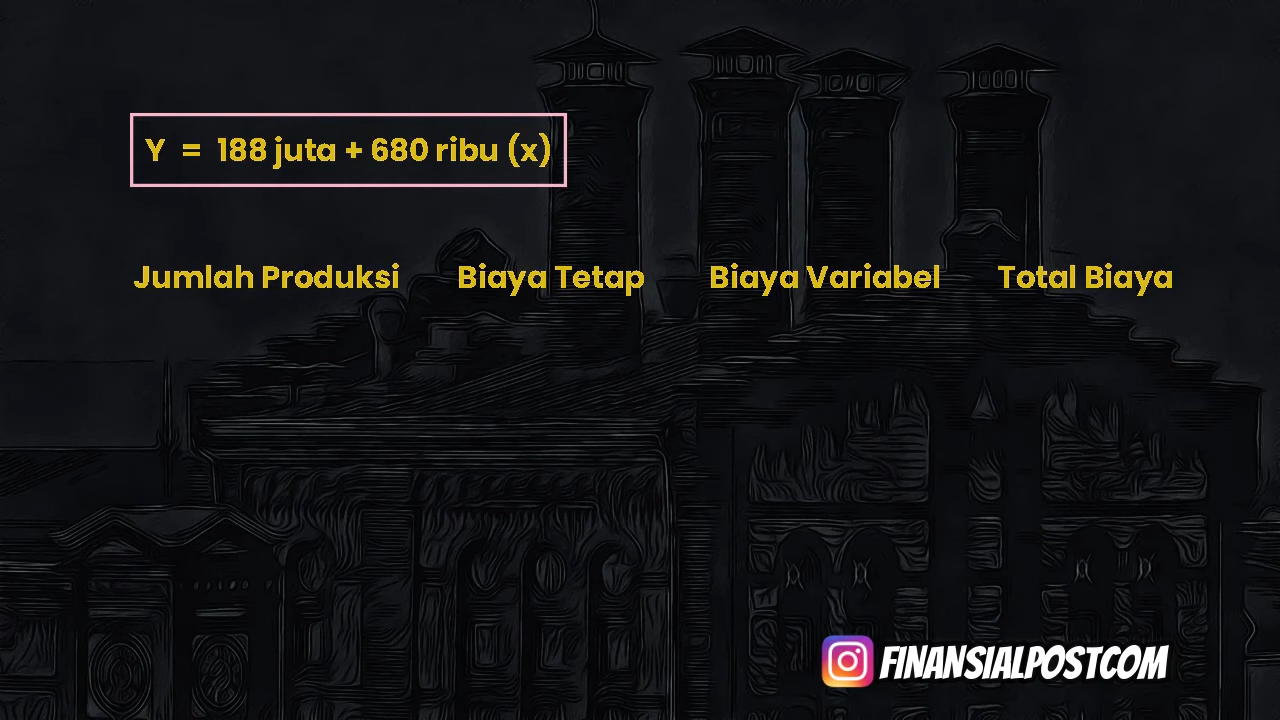 Y = 188 juta + 680 ribu (x)
Jumlah Produksi Biaya Tetap Biaya Variabel Total Biaya
FINANSIALPOSTCOM